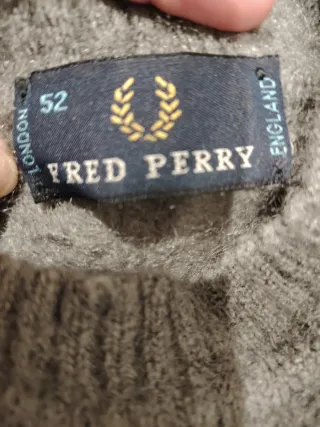 52
LONDON
FRED PERRY
ENGLAND